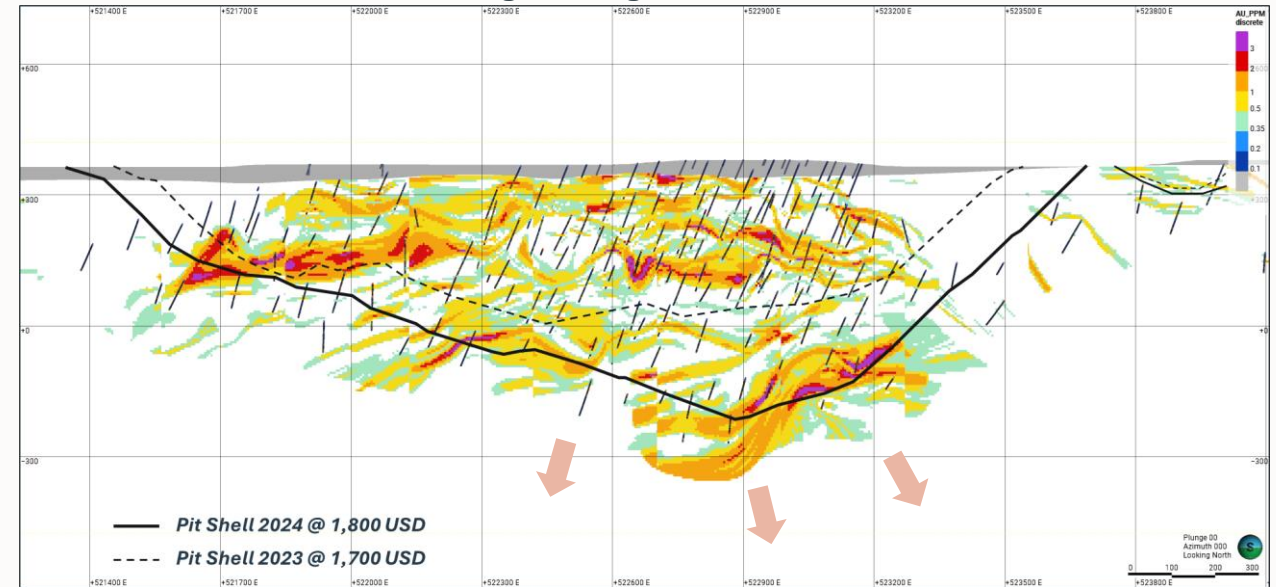 +521400 E +521700 E +522000 E +522300 E +522600 E +522900 E +523200 E +523500 E +523800 E
AU_PPM
discrete
3
2
1
0.5
0.35
0.2
0.1
+600
+300
+0 +0
-300 -300
Pit Shell 2024 @ 1,800 USD
Pit Shell 2023 @ 1,700 USD
Plunge 00
Azimuth 000
Looking North
S
0 100 200 300
+521400 E +521700 E +522000 E +522300 E +522600 E +522900 E +523200 E +523500 E +523800 E